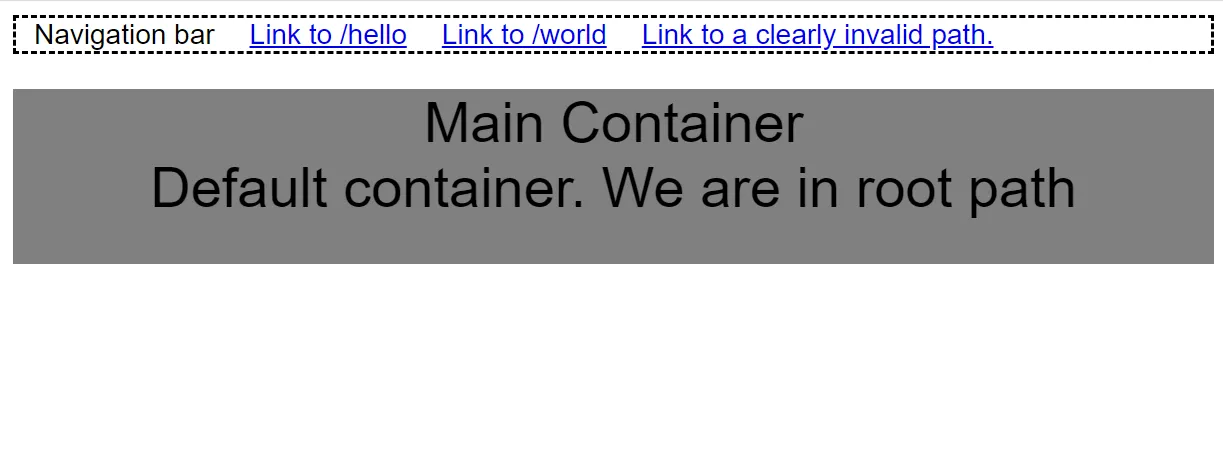 Navigation bar Link to /hello Link to /world Link to a clearly invalid path.
Main Container
Default container. We are in root path